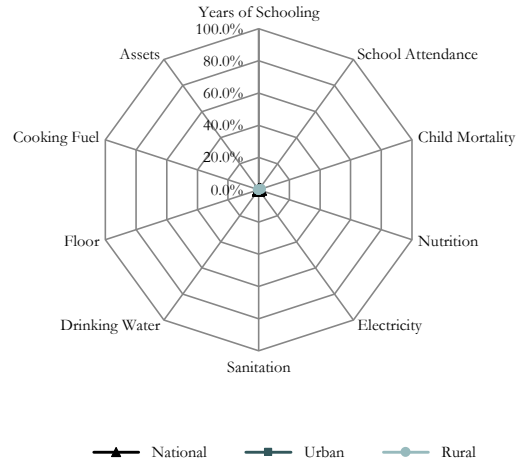 Years of Schooling
100.0%
Assets
School Attendance
80.0%
60.0%
40.0%
Cooking Fuel
Child Mortality
20.0%
0.0%
Floor
Nutrition
Drinking Water
Electricity
Sanitation
National Urban Rural